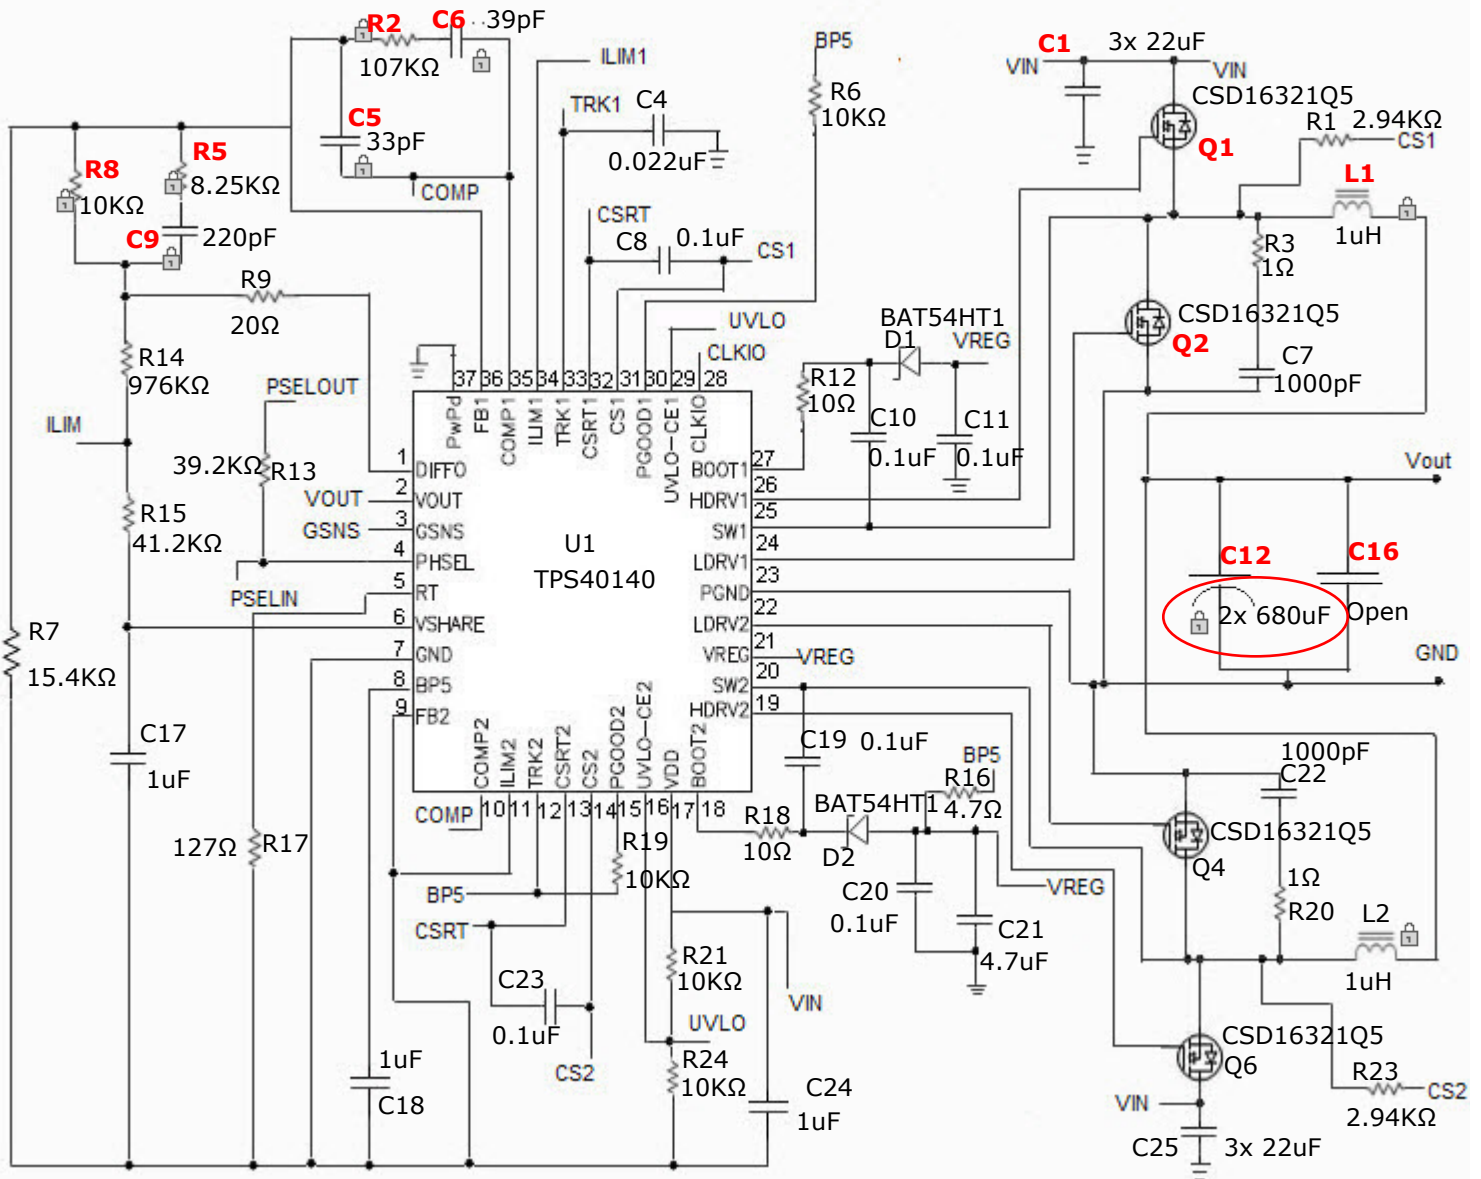 R2 C6 39pF
107KΩ
C5
33pF
COMP
ILIM1
TRK1
C4
0.022uF
BP5
R6
10KΩ
C1 3x 22uF
VIN
VIN
CSD16321Q5
Q1
R1 2.94KΩ
CS1
L1
1uH
R8
10KΩ
R5
8.25KΩ
C9 220pF
CSRT
C8 0.1uF
CS1
R3
1Ω
R9
20Ω
UVLO
CLKIO
BAT54HT1
D1
VREG
CSD16321Q5
Q2
C7
1000pF
R14
976KΩ
PSELOUT
ILIM
39.2KΩ R13
R12
10Ω
C10
0.1uF
C11
0.1uF
37 36 35 34 33 32 31 30 29 28
PwPd FB1 COMP1 ILIM1 TRK1 CSRT1 CS1 PGOOD1 UVLO-CE1 CLKIO
1 DIFFO
2 VOUT
3 GSNS
4 PHSEL
5 RT
6 VSHARE
7 GND
8 BP5
9 FB2
VOUT
GSNS
PSELIN
U1
TPS40140
BOOT1 27
HDRV1 26
SW1 25
LDRV1 24
PGND 23
LDRV2 22
VREG 21
SW2 20
HDRV2 19
VREG
COMP2 ILIM2 TRK2 CSRT2 CS2 PGOOD2 UVLO-CE2 VDD BOOT2
10 11 12 13 14 15 16 17 18
R15
41.2KΩ
Vout
C12
2x 680uF
C16
Open
GND
R7
15.4KΩ
C17
1uF
127Ω R17
COMP
BP5
CSRT
R19
10KΩ
C19 0.1uF
BP5
R16
4.7Ω
R18
10Ω
BAT54HT1
D2
C20
0.1uF
C21
4.7uF
VREG
1000pF
C22
CSD16321Q5
Q4
1Ω
R20
L2
1uH
C23
0.1uF
CS2
R21
10KΩ
VIN
UVLO
R24
10KΩ
1uF
C18
C24
1uF
CSD16321Q5
Q6
R23
2.94KΩ
CS2
VIN
C25 3x 22uF